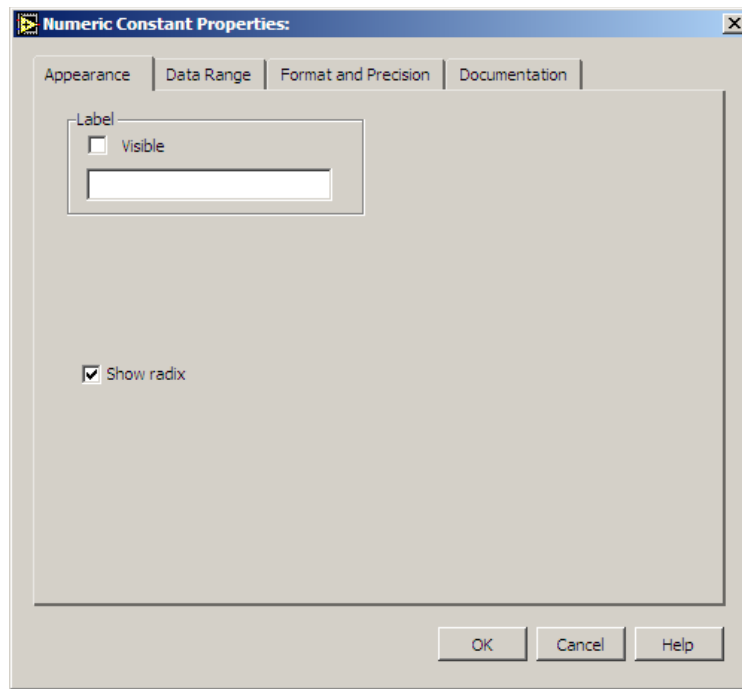 Numeric Constant Properties:
Appearance Data Range Format and Precision Documentation
Label
Visible
Show radix
OK Cancel Help